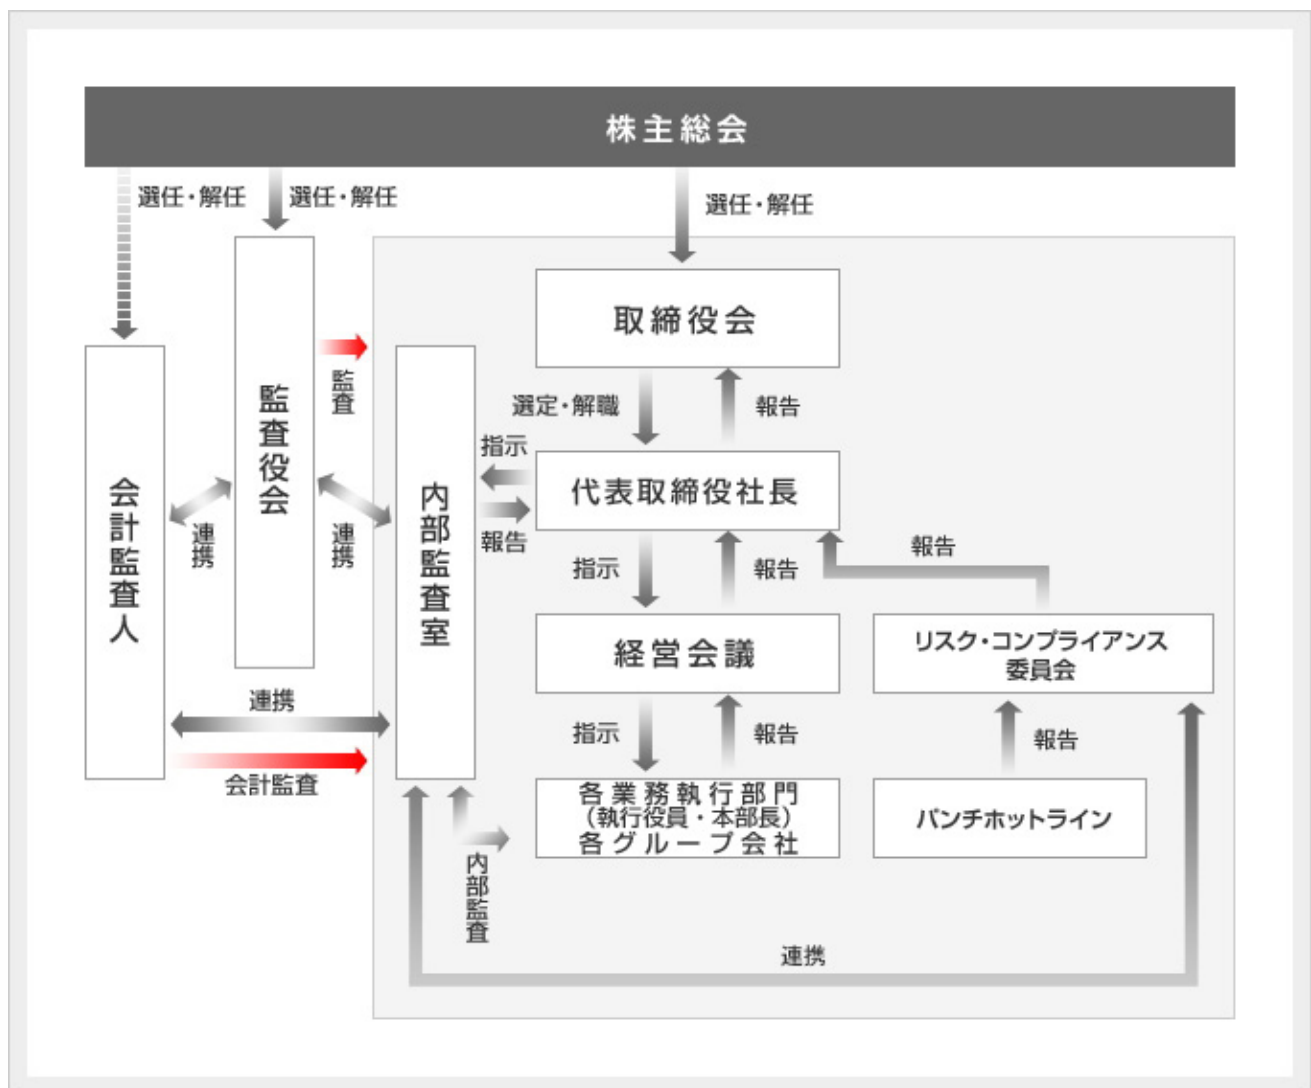 株主総会
選任・解任
選任・解任
選任・解任
取締役会
監査
選定・解職
報告
監査役会
指示
代表取締役社長
会計監査人
内部監査室
連携
連携
報告
指示
報告
報告
経営会議
リスク・コンプライアンス
委員会
連携
指示
報告
報告
会計監査
各業務執行部門
（執行役員・本部長）
各グループ会社
パンチホットライン
内部監査
連携